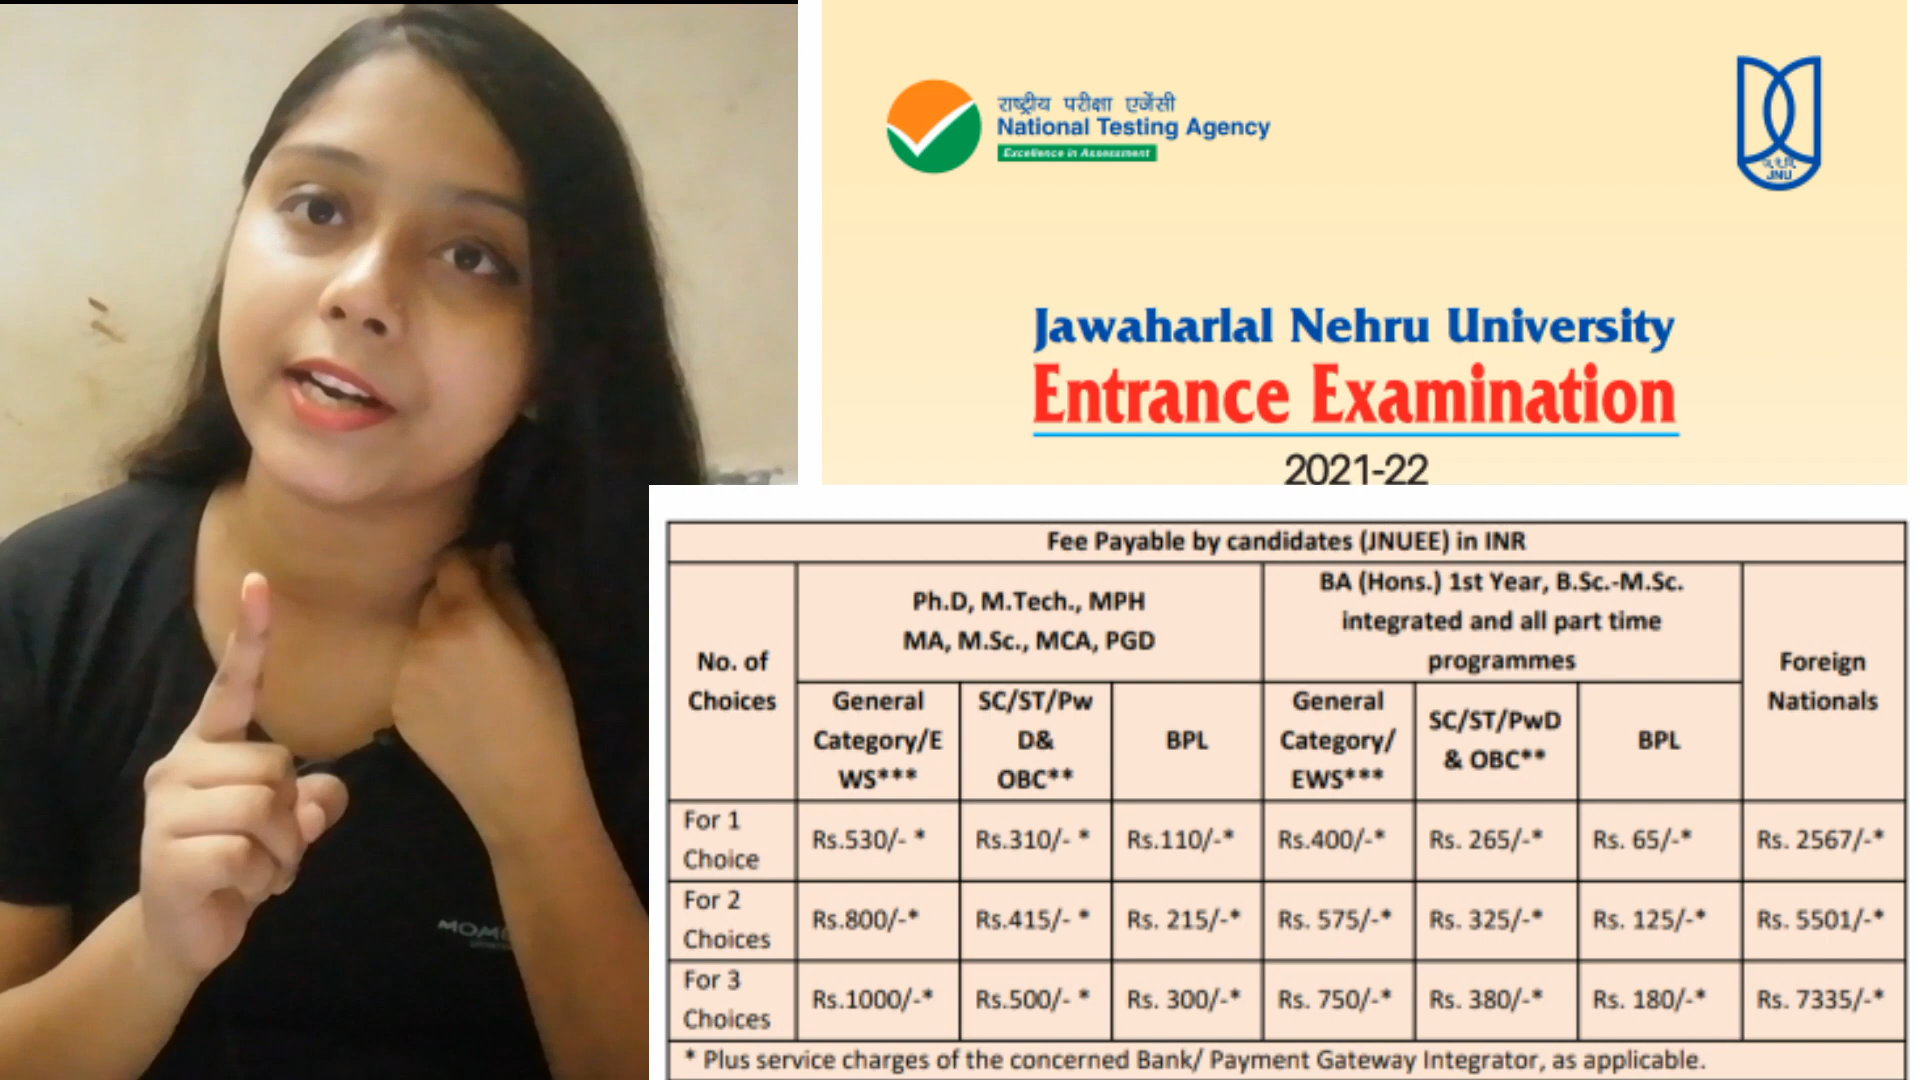 राष्ट्रीय परीक्षा एजेंसी
National Testing Agency
Excellence in Assessment
ज.ने.वि.
JNU
Jawaharlal Nehru University
Entrance Examination
2021-22
Fee Payable by candidates (JNUEE) in INR
No. of
Choices
Ph.D, M.Tech., MPH
MA, M.Sc., MCA, PGD
BA (Hons.) 1st Year, B.Sc.-M.Sc.
integrated and all part time
programmes
Foreign
Nationals
General
Category/E
WS***
SC/ST/Pw
D&
OBC**
BPL
General
Category/
EWS***
SC/ST/PwD
& OBC**
BPL
For 1
Choice
Rs.530/- *
Rs.310/- *
Rs.110/-*
Rs.400/-*
Rs. 265/-*
Rs. 65/-*
Rs. 2567/-*
For 2
Choices
Rs.800/-*
Rs.415/- *
Rs. 215/-*
Rs. 575/-*
Rs. 325/-*
Rs. 125/-*
Rs. 5501/-*
For 3
Choices
Rs.1000/-*
Rs.500/- *
Rs. 300/-*
Rs. 750/-*
Rs. 380/-*
Rs. 180/-*
Rs. 7335/-*
* Plus service charges of the concerned Bank/ Payment Gateway Integrator, as applicable.